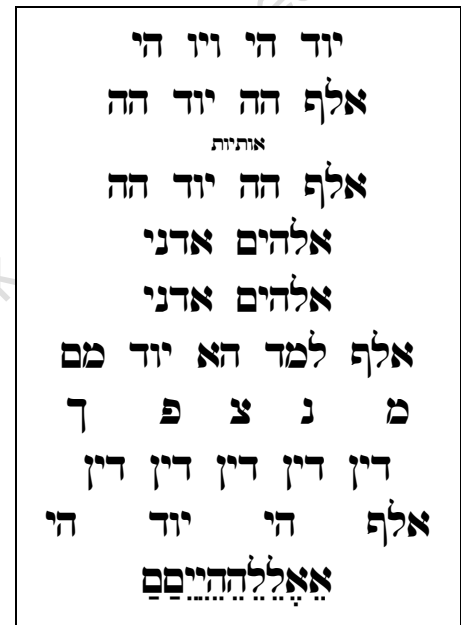 יוד הי ויו הי
אלף הה יוד הה
אותיות
אלף הה יוד הה
אלהים אדני
אלהים אדני
אלף למד הא יוד מם
מ נ צ פ ך
דין דין דין דין דין
אלף הי יוד הי
אֵאֶלֵלֵהֵהֵיֵיֵםַםַ